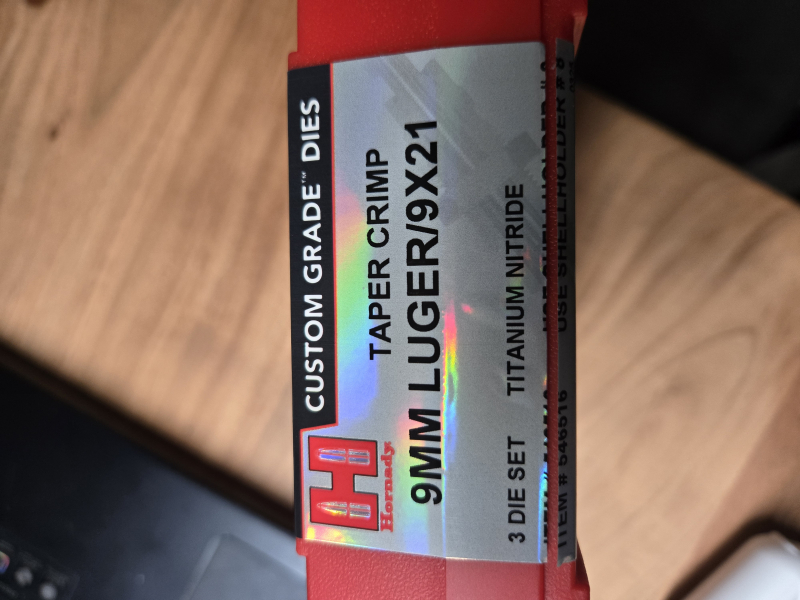 CUSTOM GRADE™ DIES
Hornady
TAPER CRIMP
9MM LUGER/9X21
3 DIE SET TITANIUM NITRIDE
ITEM # 546516 USE SHELLHOLDER # 8